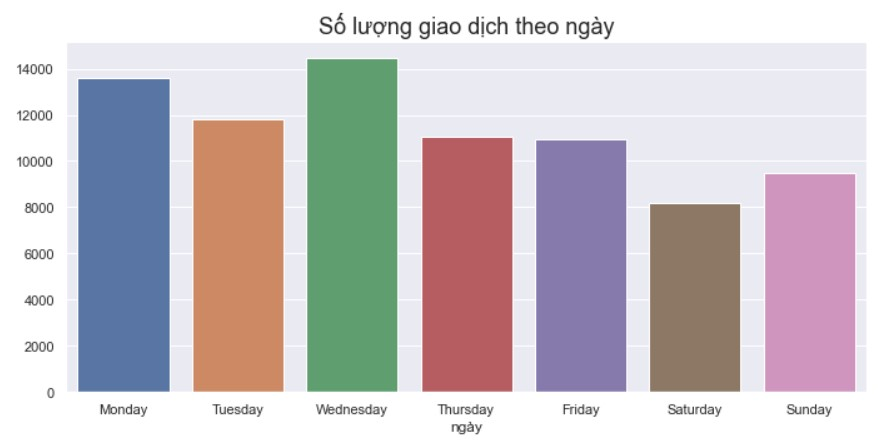 Số lượng giao dịch theo ngày
14000
12000
10000
8000
6000
4000
2000
0
Monday Tuesday Wednesday Thursday Friday Saturday Sunday
ngày